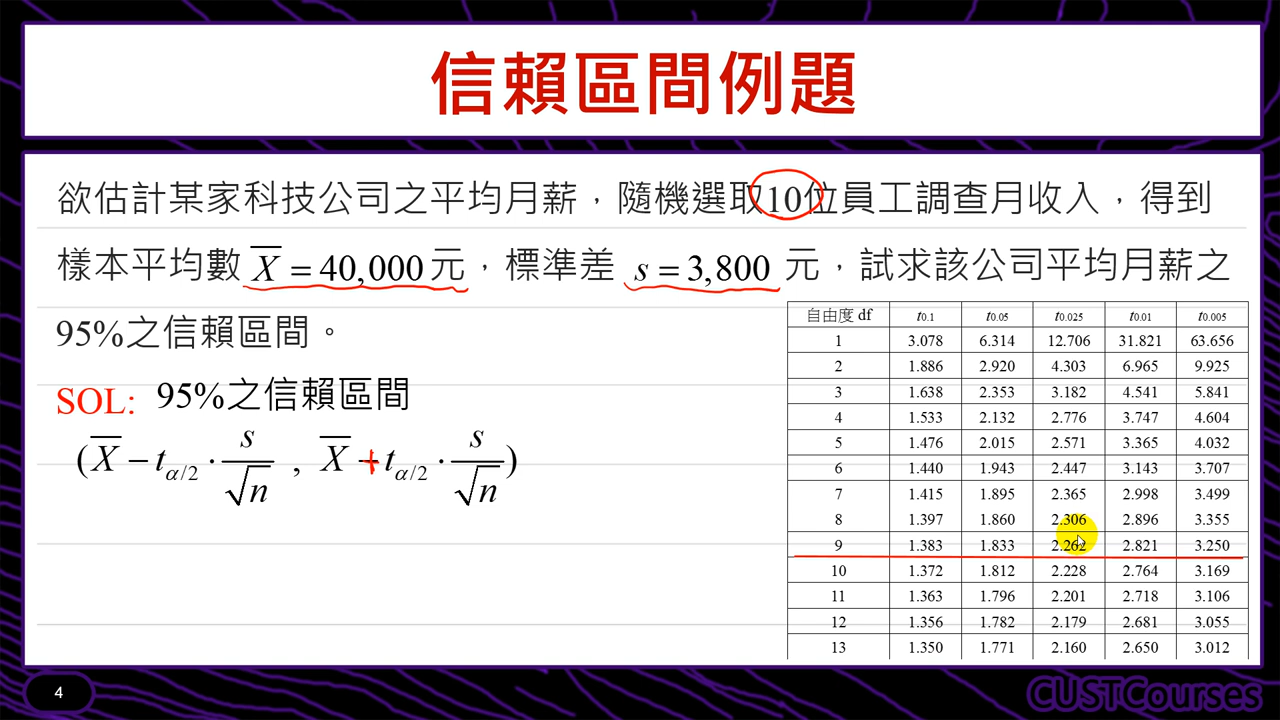 信賴區間例題
欲估計某家科技公司之平均月薪，隨機選取10位員工調查月收入，得到
樣本平均數 X̅ = 40,000 元，標準差 s = 3,800 元，試求該公司平均月薪之
95%之信賴區間。
SOL: 95%之信賴區間
(X̅ − t_{α/2} · s/√n , X̅ + t_{α/2} · s/√n)
自由度 df t0.1 t0.05 t0.025 t0.01 t0.005
1 3.078 6.314 12.706 31.821 63.656
2 1.886 2.920 4.303 6.965 9.925
3 1.638 2.353 3.182 4.541 5.841
4 1.533 2.132 2.776 3.747 4.604
5 1.476 2.015 2.571 3.365 4.032
6 1.440 1.943 2.447 3.143 3.707
7 1.415 1.895 2.365 2.998 3.499
8 1.397 1.860 2.306 2.896 3.355
9 1.383 1.833 2.262 2.821 3.250
10 1.372 1.812 2.228 2.764 3.169
11 1.363 1.796 2.201 2.718 3.106
12 1.356 1.782 2.179 2.681 3.055
13 1.350 1.771 2.160 2.650 3.012
4
CUSTCourses